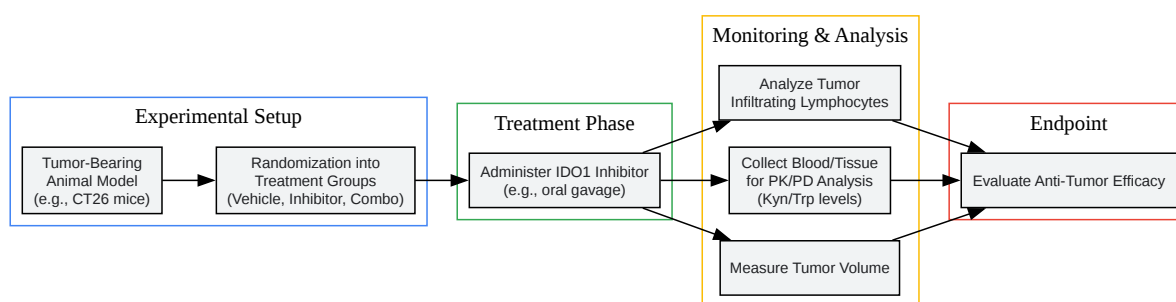 Experimental Setup
Tumor-Bearing
Animal Model
(e.g., CT26 mice)
Randomization into
Treatment Groups
(Vehicle, Inhibitor, Combo)
Treatment Phase
Administer IDO1 Inhibitor
(e.g., oral gavage)
Monitoring & Analysis
Analyze Tumor
Infiltrating Lymphocytes
Collect Blood/Tissue
for PK/PD Analysis
(Kyn/Trp levels)
Measure Tumor Volume
Endpoint
Evaluate Anti-Tumor Efficacy